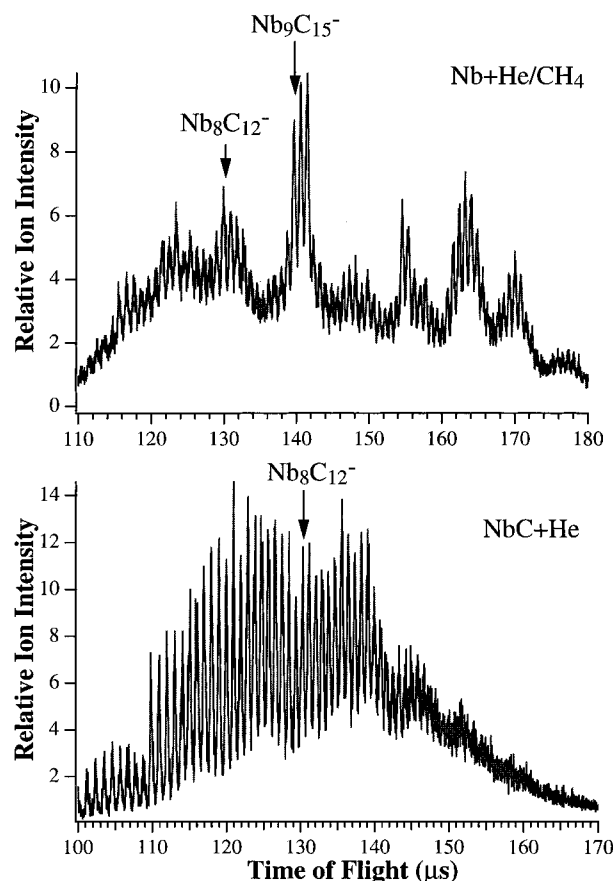 Nb₉C₁₅⁻
Nb+He/CH₄
Nb₈C₁₂⁻
Relative Ion Intensity
10
8
6
4
2
0
110 120 130 140 150 160 170 180
Nb₈C₁₂⁻
NbC+He
Relative Ion Intensity
14
12
10
8
6
4
2
100 110 120 130 140 150 160 170
Time of Flight (μs)